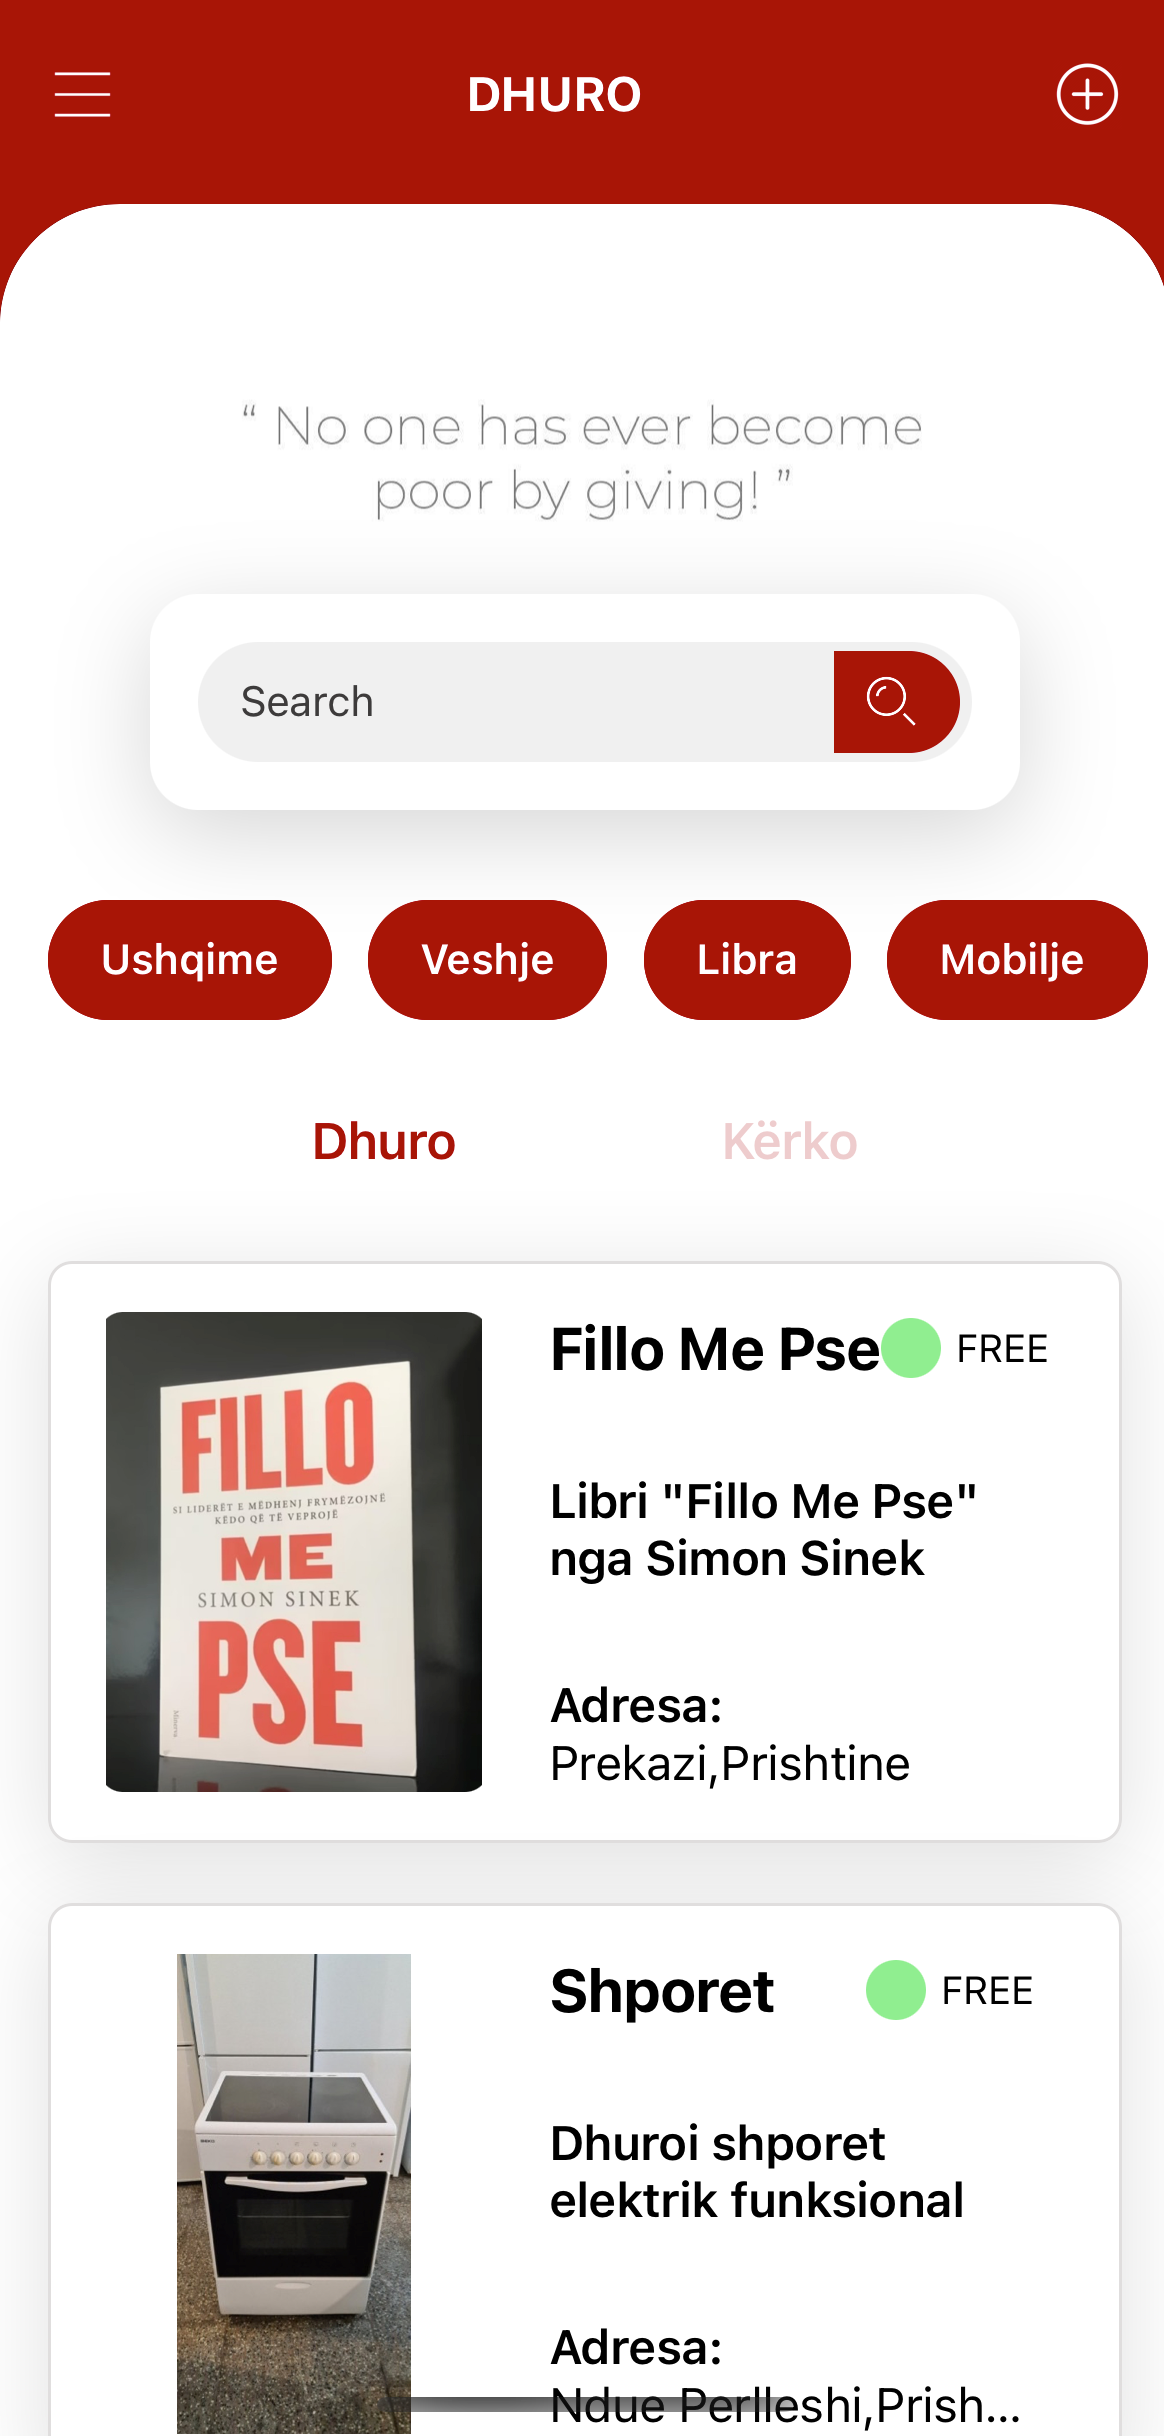 DHURO
“ No one has ever become
poor by giving! ”
Search
Ushqime
Veshje
Libra
Mobilje
Dhuro
Kërko
FILLO
SI LIDERËT E MËDHENJ FRYMËZOJNË
KËDO QË TË VEPROJË
ME
SIMON SINEK
PSE
Minerva
Fillo Me Pse
FREE
Libri "Fillo Me Pse"
nga Simon Sinek
Adresa:
Prekazi,Prishtine
Shporet
FREE
Dhuroi shporet
elektrik funksional
Adresa:
Ndue Perlleshi,Prish...